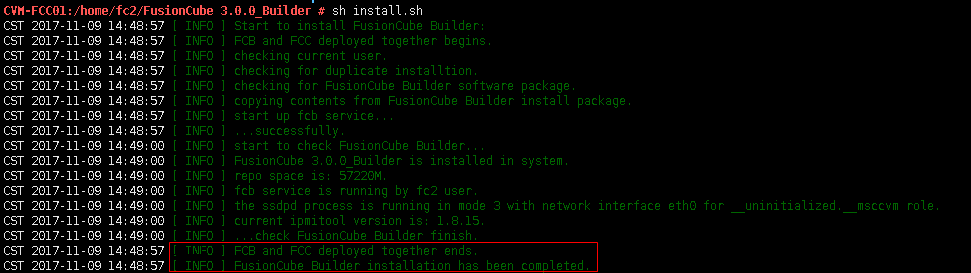 CVM-FCC01:/home/fc2/FusionCube 3.0.0_Builder # sh install.sh
CST 2017-11-09 14:48:57 [ INFO ] Start to install FusionCube Builder:
CST 2017-11-09 14:48:57 [ INFO ] FCB and FCC deployed together begins.
CST 2017-11-09 14:48:57 [ INFO ] checking current user.
CST 2017-11-09 14:48:57 [ INFO ] checking for duplicate installtion.
CST 2017-11-09 14:48:57 [ INFO ] checking for FusionCube Builder software package.
CST 2017-11-09 14:48:57 [ INFO ] copying contents from FusionCube Builder install package.
CST 2017-11-09 14:48:57 [ INFO ] start up fcb service...
CST 2017-11-09 14:48:57 [ INFO ] ...successfully.
CST 2017-11-09 14:49:00 [ INFO ] start to check FusionCube Builder...
CST 2017-11-09 14:49:00 [ INFO ] FusionCube 3.0.0_Builder is installed in system.
CST 2017-11-09 14:49:00 [ INFO ] repo space is: 57220M.
CST 2017-11-09 14:49:00 [ INFO ] fcb service is running by fc2 user.
CST 2017-11-09 14:49:00 [ INFO ] the ssdpd process is running in mode 3 with network interface eth0 for __uninitialized.__msccvm role.
CST 2017-11-09 14:49:00 [ INFO ] current ipmitool version is: 1.8.15.
CST 2017-11-09 14:49:00 [ INFO ] ...check FusionCube Builder finish.
CST 2017-11-09 14:48:57 [ INFO ] FCB and FCC deployed together ends.
CST 2017-11-09 14:48:57 [ INFO ] FusionCube Builder installation has been completed.